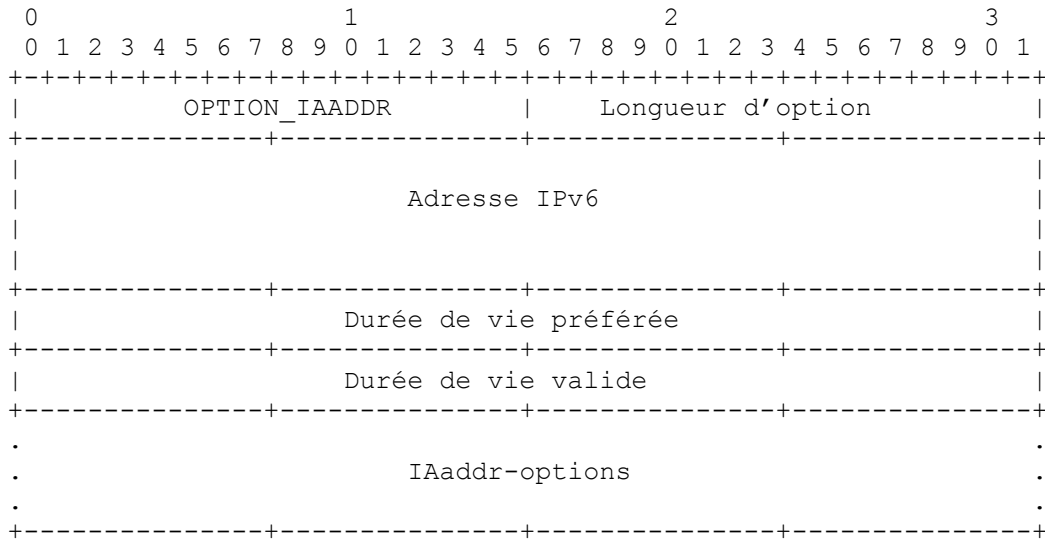 0                   1                   2                   3
 0 1 2 3 4 5 6 7 8 9 0 1 2 3 4 5 6 7 8 9 0 1 2 3 4 5 6 7 8 9 0 1
+-+-+-+-+-+-+-+-+-+-+-+-+-+-+-+-+-+-+-+-+-+-+-+-+-+-+-+-+-+-+-+-+
|          OPTION_IAADDR        |    Longueur d’option          |
+---------------+---------------+---------------+---------------+
|                                                               |
|                        Adresse IPv6                           |
|                                                               |
|                                                               |
+---------------+---------------+---------------+---------------+
|                    Durée de vie préférée                      |
+---------------+---------------+---------------+---------------+
|                    Durée de vie valide                        |
+---------------+---------------+---------------+---------------+
.                                                               .
.                        IAaddr-options                         .
.                                                               .
+---------------+---------------+---------------+---------------+